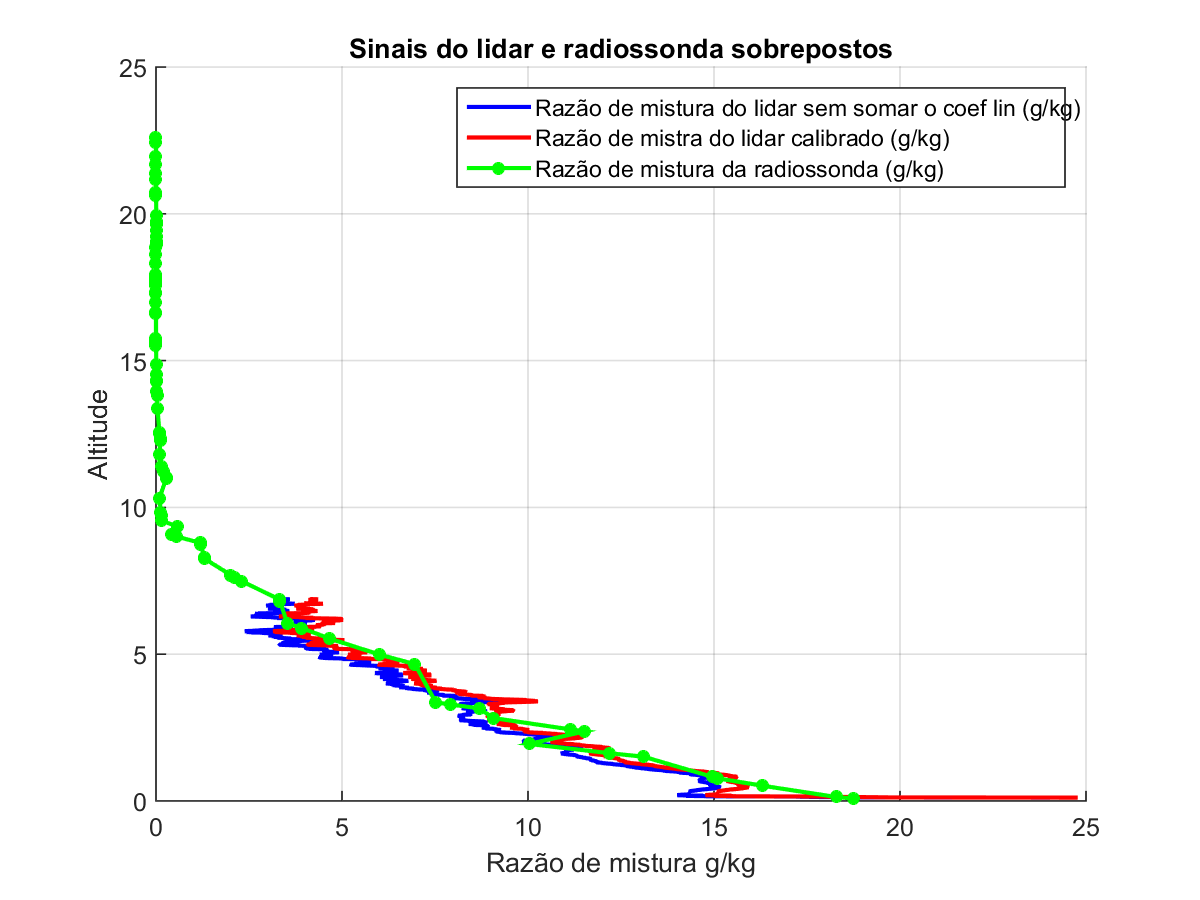 Sinais do lidar e radiossonda sobrepostos
Razão de mistura do lidar sem somar o coef lin (g/kg)
Razão de mistra do lidar calibrado (g/kg)
Razão de mistura da radiossonda (g/kg)
25
20
15
10
5
0
Altitude
0 5 10 15 20 25
Razão de mistura g/kg